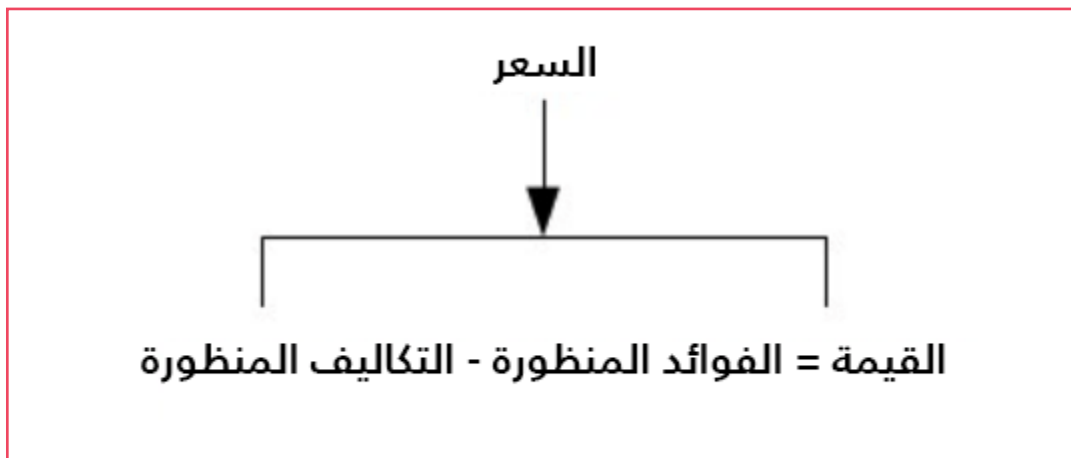 السعر
القيمة = الفوائد المنظورة - التكاليف المنظورة